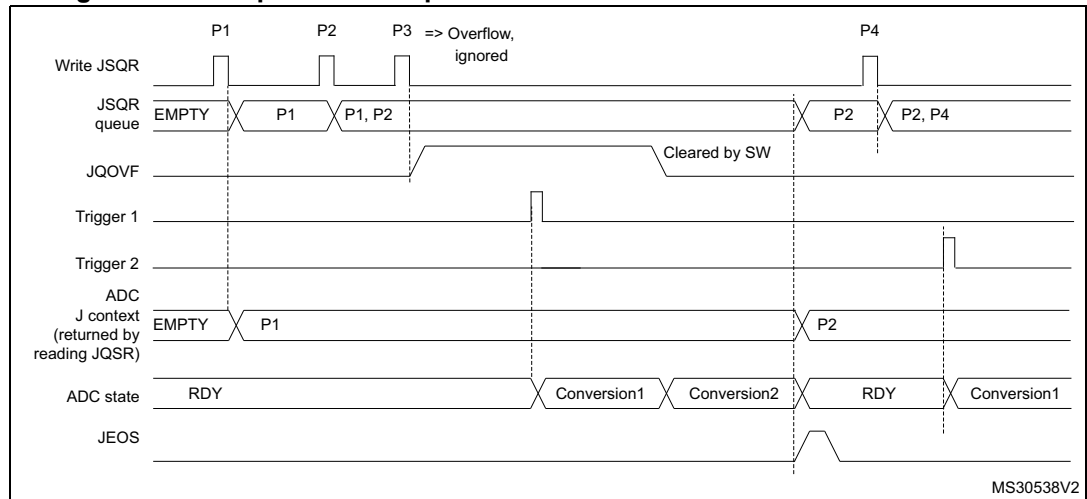 P1 P2 P3 => Overflow, P4
ignored
Write JSQR
JSQR
queue
EMPTY P1 P1, P2 P2 P2, P4
JQOVF
Cleared by SW
Trigger 1
Trigger 2
ADC
J context
(returned by
reading JQSR)
EMPTY P1 P2
ADC state
RDY Conversion1 Conversion2 RDY Conversion1
JEOS
MS30538V2